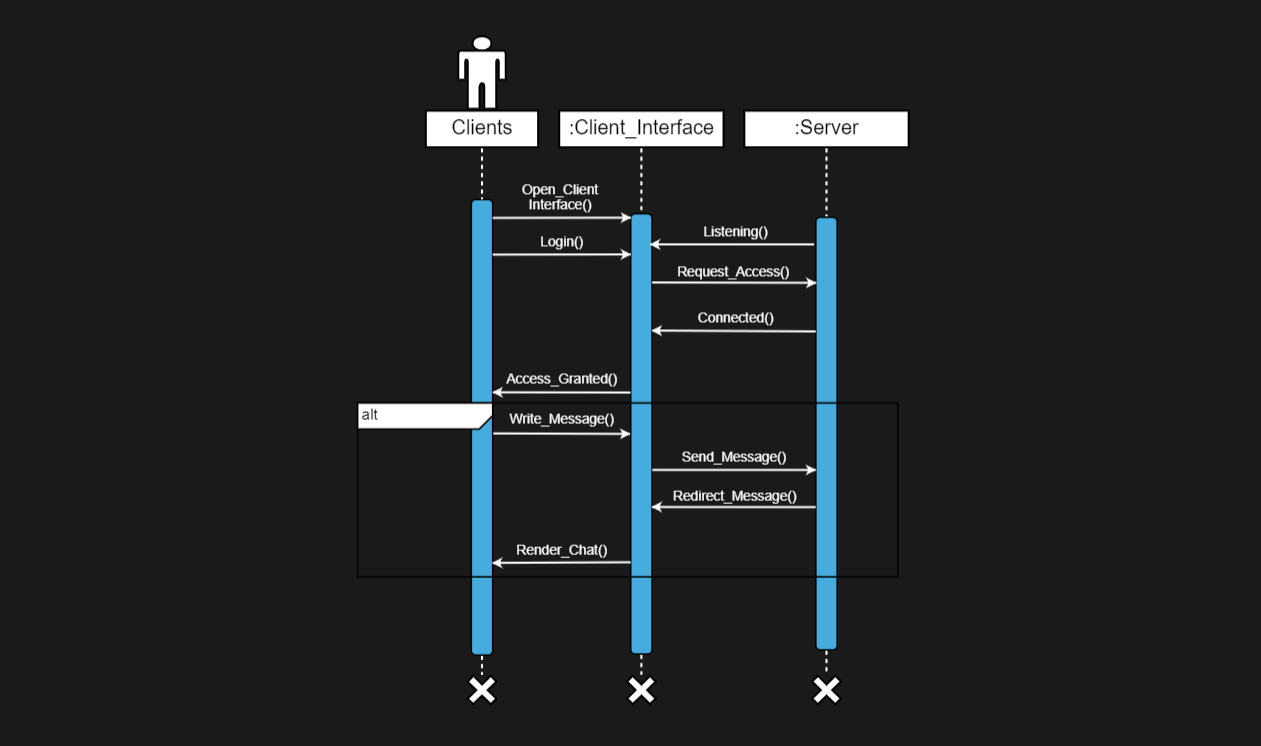 Clients
:Client_Interface
:Server
Open_Client
Interface()
Listening()
Login()
Request_Access()
Connected()
Access_Granted()
alt
Write_Message()
Send_Message()
Redirect_Message()
Render_Chat()